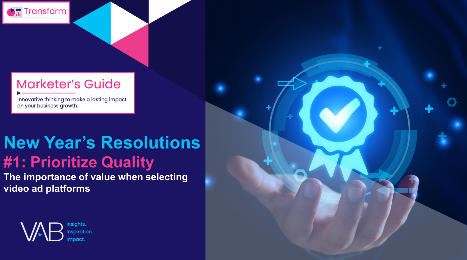 Transform
Marketer's Guide
Innovative thinking to make a lasting impact
on your business growth.
New Year's Resolutions
#1: Prioritize Quality
The importance of value when selecting
video ad platforms
VAB
Insights.
Inspiration.
Impact.